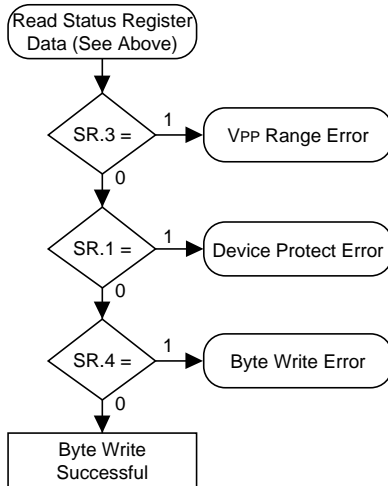 Read Status Register
Data (See Above)
SR.3 =
1
VPP Range Error
0
SR.1 =
1
Device Protect Error
0
SR.4 =
1
Byte Write Error
0
Byte Write
Successful